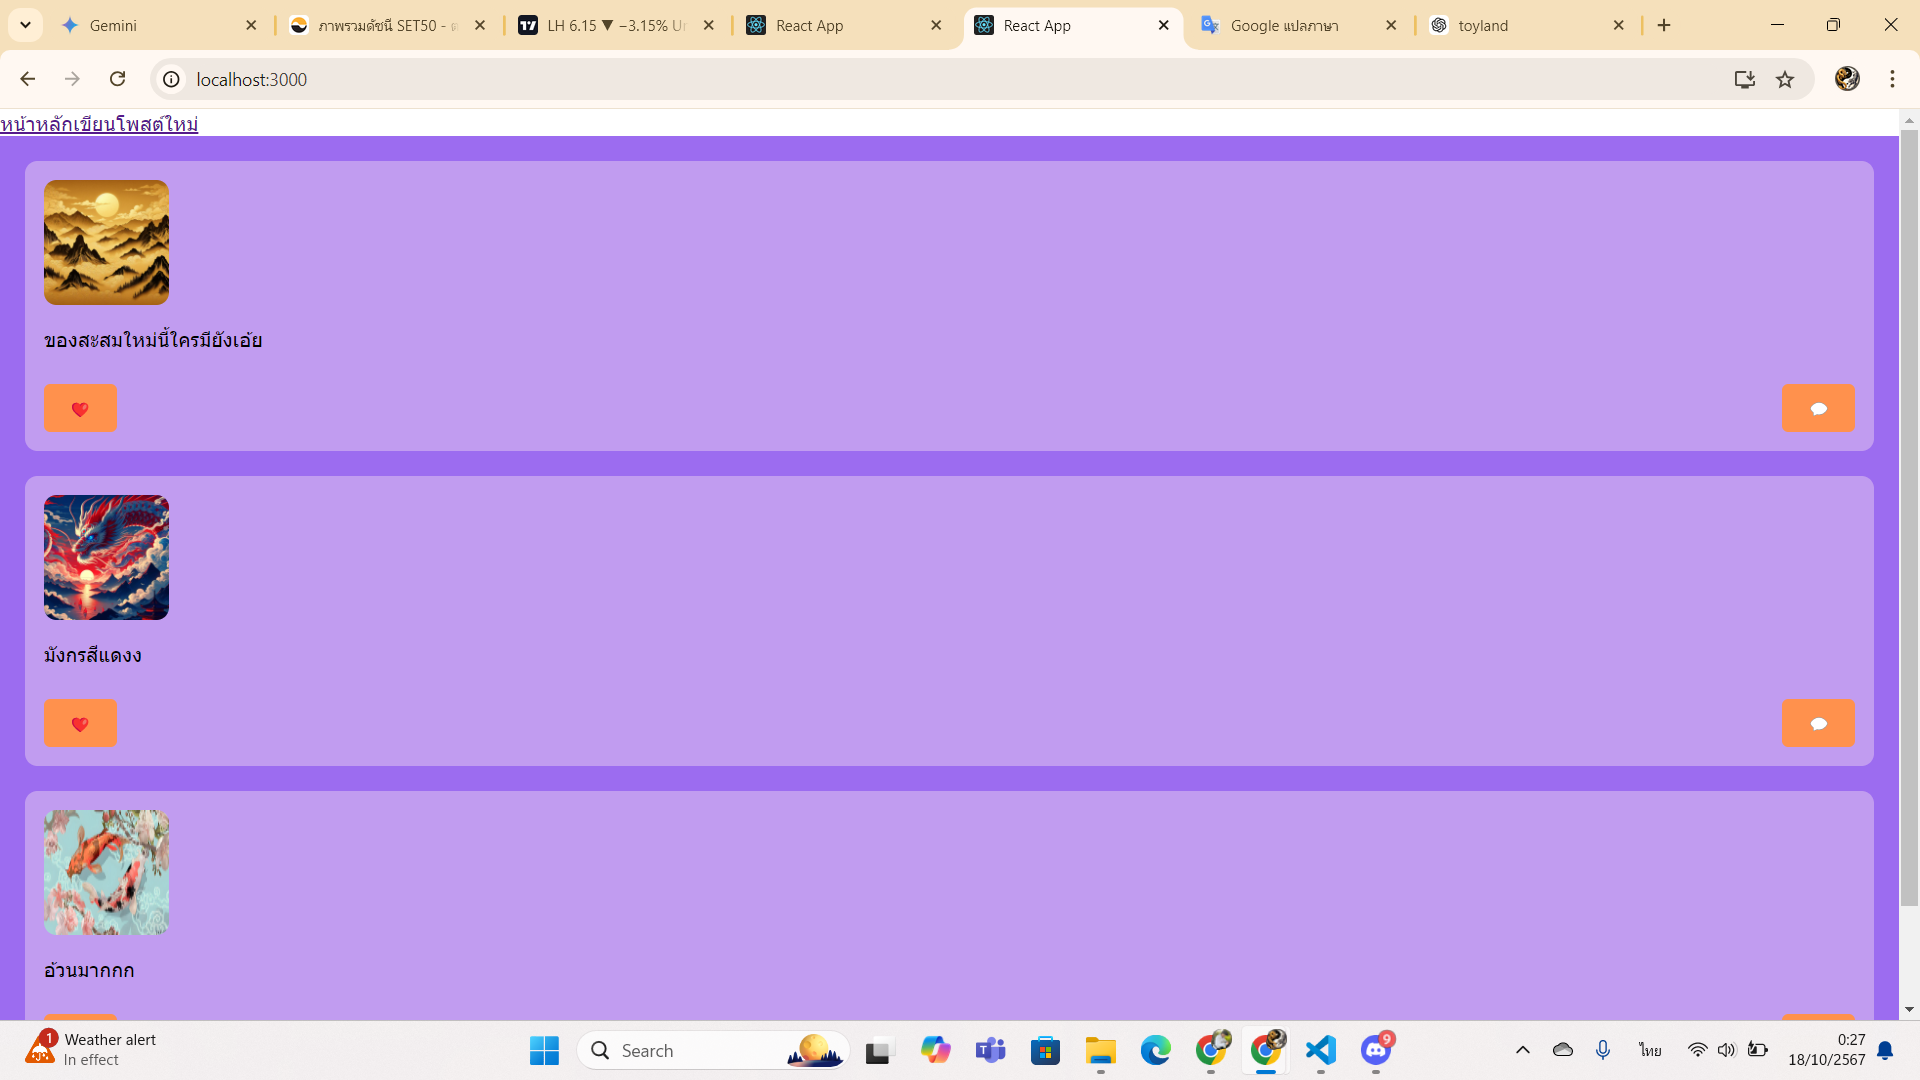 Gemini
ภาพรวมดัชนี SET50 - ต
LH 6.15 ▼ −3.15% Un
React App
React App
Google แปลภาษา
toyland
localhost:3000
หน้าหลักเขียนโพสต์ใหม่
ของสะสมใหม่นี้ใครมียังเอ้ย
มังกรสีแดงง
อ้วนมากกก
1
Weather alert
In effect
Search
9
ไทย
0:27
18/10/2567